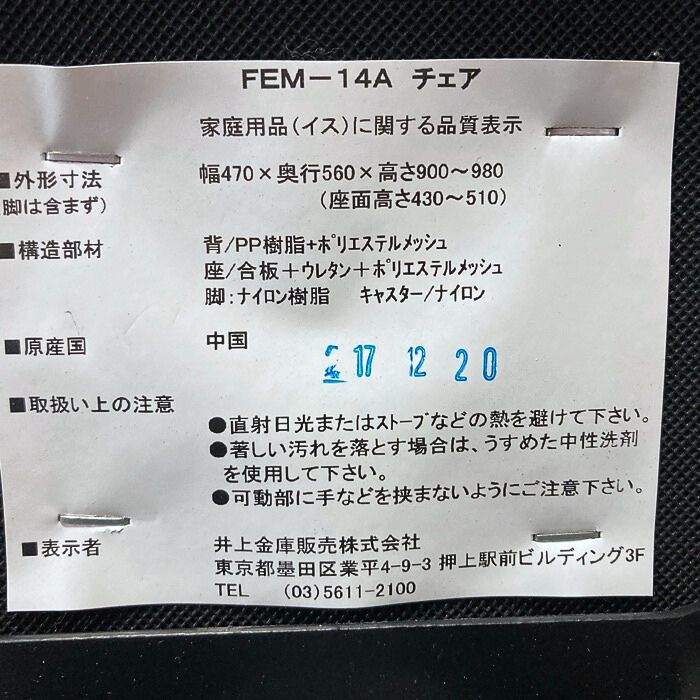 FEM－14A チェア
家庭用品（イス）に関する品質表示
■外形寸法 幅470×奥行560×高さ900～980
脚は含まず） （座面高さ430～510）
■構造部材 背/PP樹脂+ポリエステルメッシュ
座/合板＋ウレタン＋ポリエステルメッシュ
脚：ナイロン樹脂 キャスター/ナイロン
■原産国 中国
17 12 20
■取扱い上の注意
●直射日光またはストーブなどの熱を避けて下さい。
●著しい汚れを落とす場合は、うすめた中性洗剤
を使用して下さい。
●可動部に手などを挟まないようにご注意下さい。
■表示者 井上金庫販売株式会社
東京都墨田区業平4-9-3 押上駅前ビルディング3F
TEL （03）5611-2100